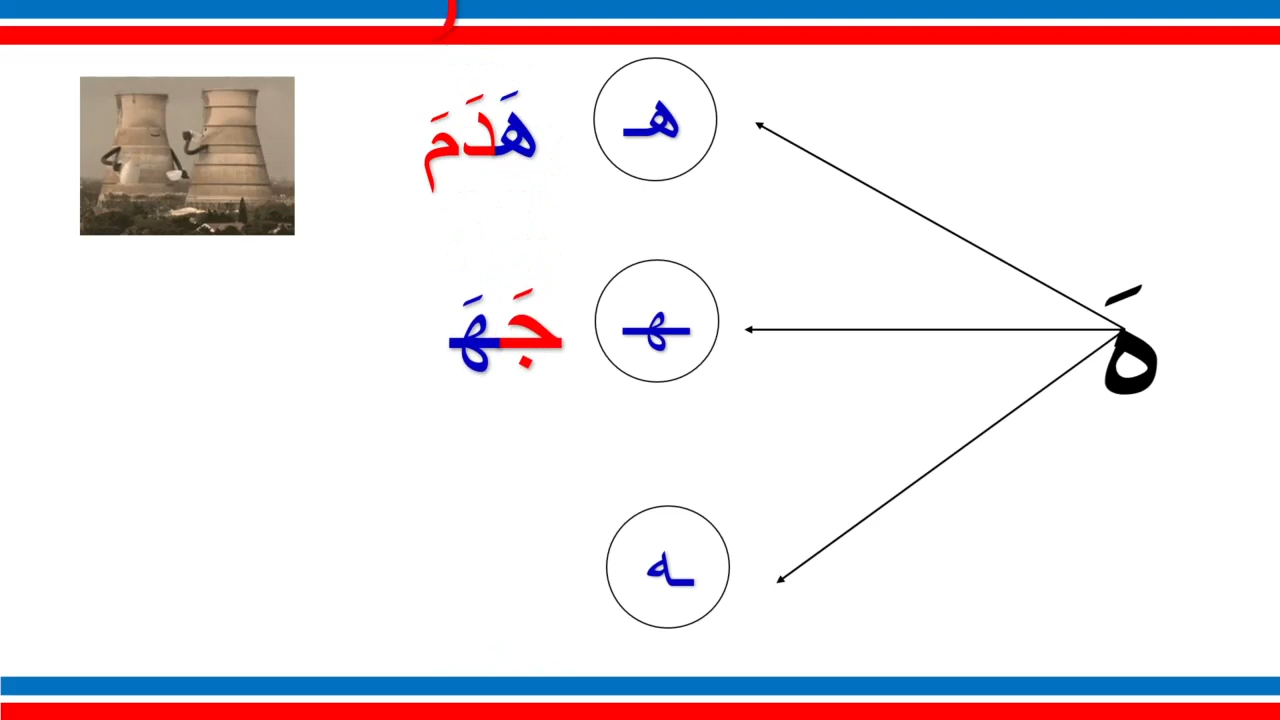 هَ
هـ هَدَمَ
ـهـ جَهَ
ـه